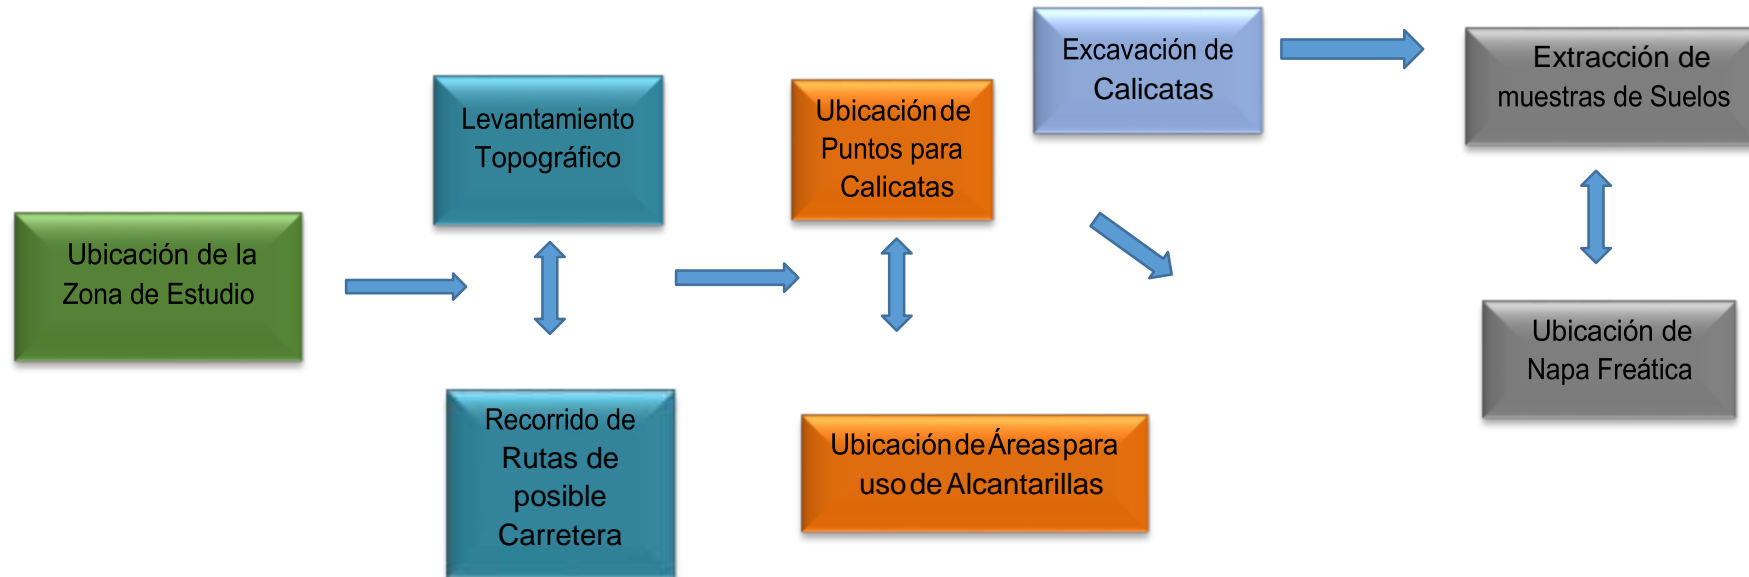 Ubicación de la
Zona de Estudio
Levantamiento
Topográfico
Recorrido de
Rutas de
posible
Carretera
Ubicación de
Puntos para
Calicatas
Ubicación de Áreas para
uso de Alcantarillas
Excavación de
Calicatas
Extracción de
muestras de Suelos
Ubicación de
Napa Freática